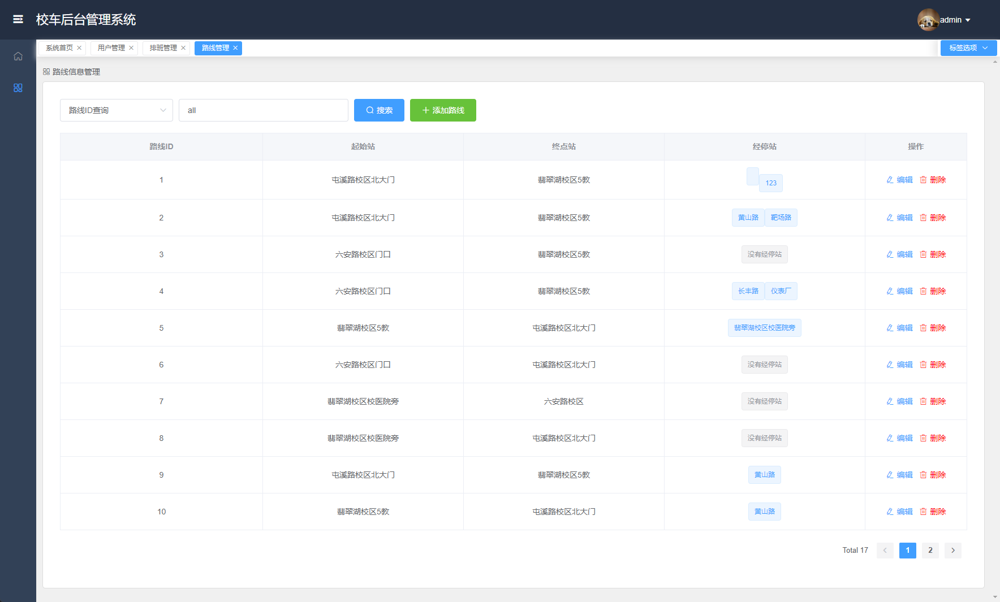 校车后台管理系统
admin
系统首页 用户管理 排班管理 路线管理 标签选项
路线信息管理
路线ID查询 all 搜索 添加路线
路线ID 起始站 终点站 经停站 操作
1 屯溪路校区北大门 翡翠湖校区5教 123 编辑 删除
2 屯溪路校区北大门 翡翠湖校区5教 黄山路 靶场路 编辑 删除
3 六安路校区门口 翡翠湖校区5教 没有经停站 编辑 删除
4 六安路校区门口 翡翠湖校区5教 长丰路 仪表厂 编辑 删除
5 翡翠湖校区5教 屯溪路校区北大门 翡翠湖校区校医院旁 编辑 删除
6 六安路校区门口 屯溪路校区北大门 没有经停站 编辑 删除
7 翡翠湖校区校医院旁 六安路校区 没有经停站 编辑 删除
8 翡翠湖校区校医院旁 屯溪路校区北大门 没有经停站 编辑 删除
9 屯溪路校区北大门 翡翠湖校区5教 黄山路 编辑 删除
10 翡翠湖校区5教 屯溪路校区北大门 黄山路 编辑 删除
Total 17 1 2